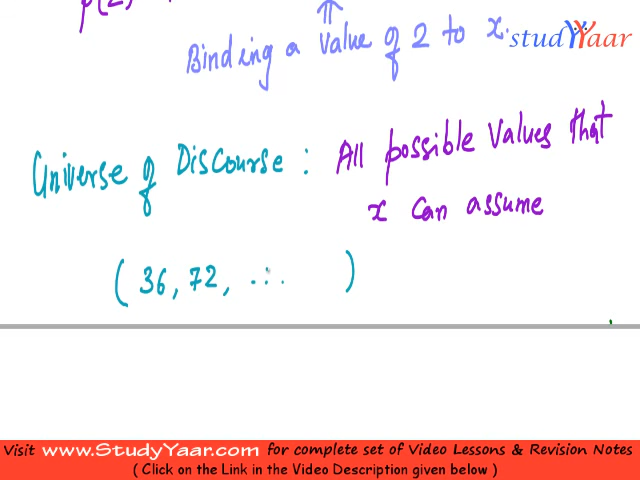 P(2)
Binding a value of 2 to x.
studYYaar
Universe of Discourse : All possible values that
x can assume
( 36, 72, .... )
Visit www.StudyYaar.com for complete set of Video Lessons & Revision Notes
( Click on the Link in the Video Description given below )